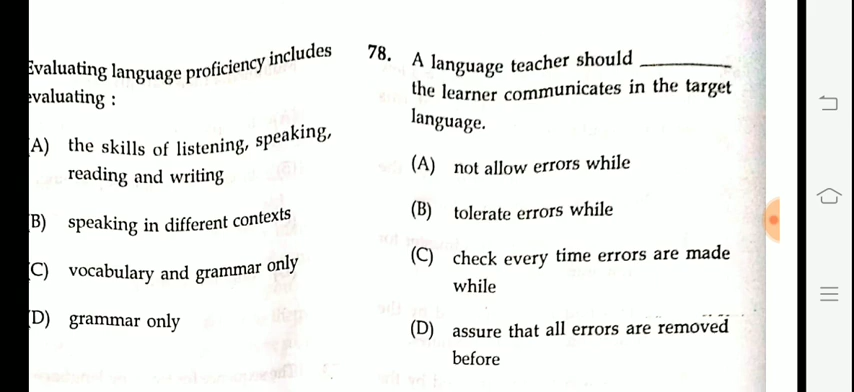 Evaluating language proficiency includes
evaluating :
(A) the skills of listening, speaking,
reading and writing
(B) speaking in different contexts
(C) vocabulary and grammar only
(D) grammar only
78. A language teacher should ________
the learner communicates in the target
language.
(A) not allow errors while
(B) tolerate errors while
(C) check every time errors are made
while
(D) assure that all errors are removed
before